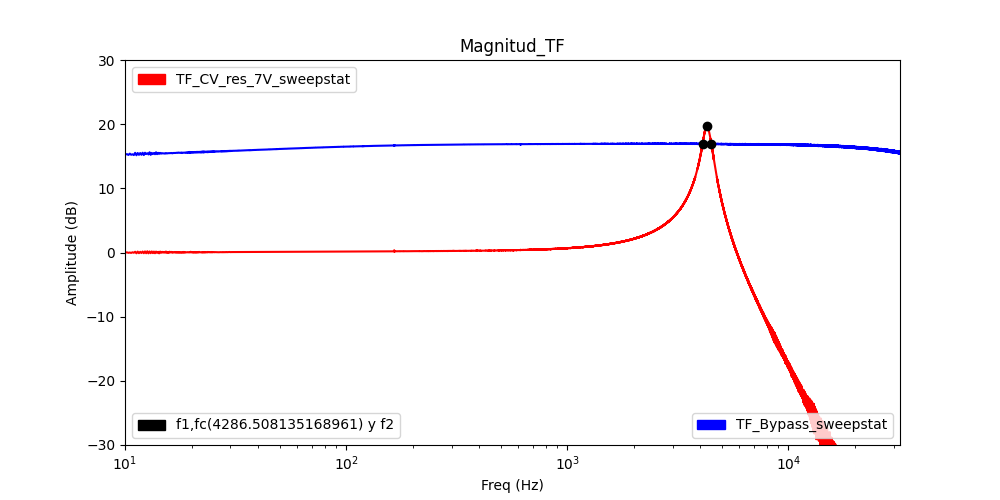 Magnitud_TF
30
20
10
0
−10
−20
−30
Amplitude (dB)
TF_CV_res_7V_sweepstat
f1,fc(4286.508135168961) y f2
TF_Bypass_sweepstat
10¹
10²
10³
10⁴
Freq (Hz)